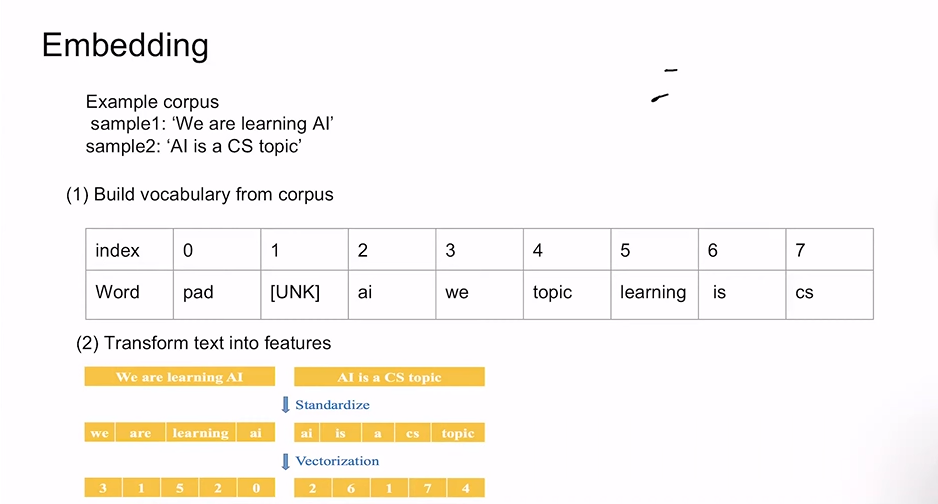 Embedding
Example corpus
sample1: ‘We are learning AI’
sample2: ‘AI is a CS topic’
(1) Build vocabulary from corpus
index 0 1 2 3 4 5 6 7
Word pad [UNK] ai we topic learning is cs
(2) Transform text into features
We are learning AI AI is a CS topic
Standardize
we are learning ai ai is a cs topic
Vectorization
3 1 5 2 0 2 6 1 7 4